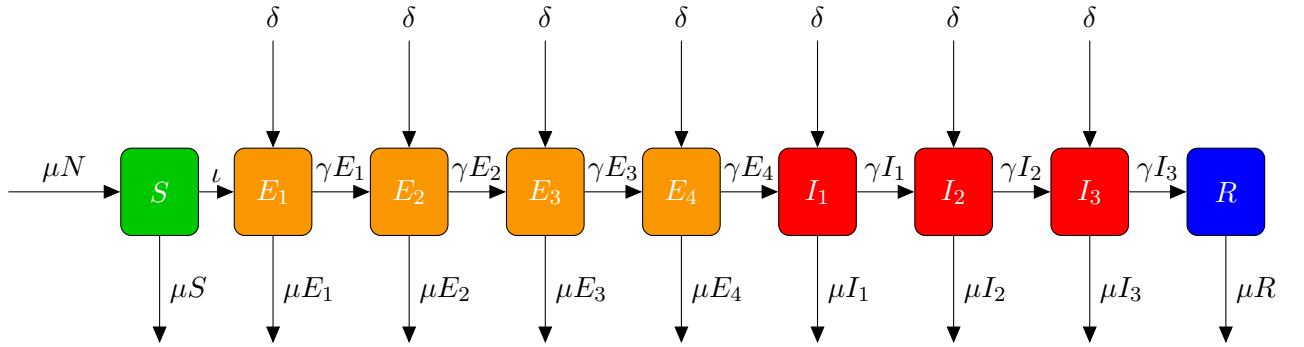 δ δ δ δ δ δ δ
μN ι γE₁ γE₂ γE₃ γE₄ γI₁ γI₂ γI₃
S E₁ E₂ E₃ E₄ I₁ I₂ I₃ R
μS μE₁ μE₂ μE₃ μE₄ μI₁ μI₂ μI₃ μR